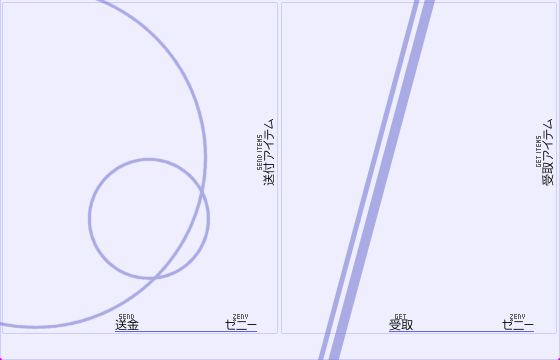 SEND ITEMS
送付アイテム
SEND
送金
ZENY
ゼニー
GET ITEMS
受取アイテム
GET
受取
ZENY
ゼニー